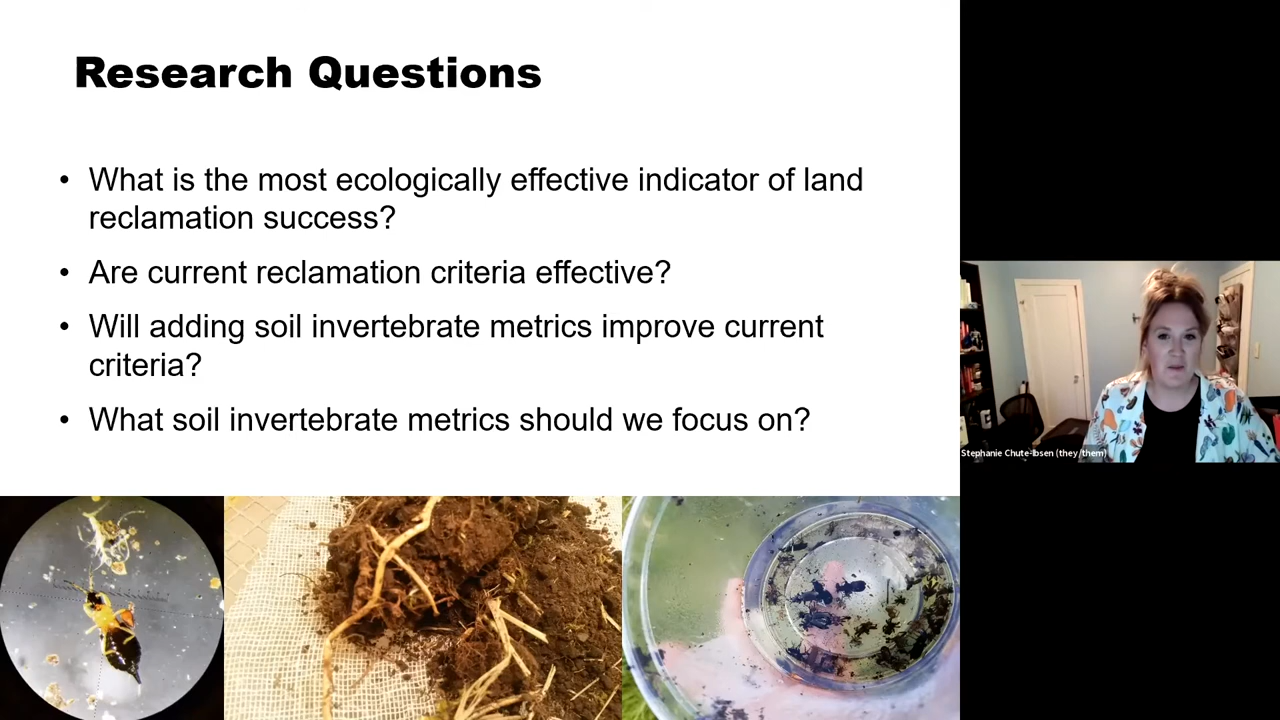 Research Questions
• What is the most ecologically effective indicator of land
reclamation success?
• Are current reclamation criteria effective?
• Will adding soil invertebrate metrics improve current
criteria?
• What soil invertebrate metrics should we focus on?
Stephanie Chute-Ibsen (they/them)